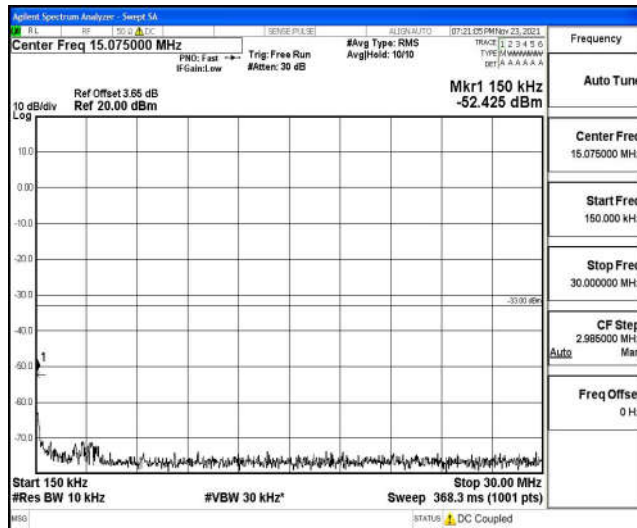 Agilent Spectrum Analyzer - Swept SA
RL RF 50 Ω DC SENSE:PULSE ALIGN AUTO 07:21:05 PM Nov 23, 2021
Center Freq 15.075000 MHz
PNO: Fast
IFGain:Low
Trig: Free Run
#Atten: 30 dB
#Avg Type: RMS
Avg|Hold: 10/10
TRACE 1 2 3 4 5 6
TYPE M WWWWW
DET A A A A A A
Ref Offset 3.65 dB
10 dB/div Ref 20.00 dBm
Mkr1 150 kHz
-52.425 dBm
Log
10.0
0.00
-10.0
-20.0
-30.0
-33.00 dBm
-40.0
-50.0
1
-60.0
-70.0
Start 150 kHz Stop 30.00 MHz
#Res BW 10 kHz #VBW 30 kHz* Sweep 368.3 ms (1001 pts)
MSG STATUS DC Coupled
Frequency
Auto Tune
Center Freq
15.075000 MHz
Start Freq
150.000 kHz
Stop Freq
30.000000 MHz
CF Step
2.985000 MHz
Auto Man
Freq Offset
0 Hz